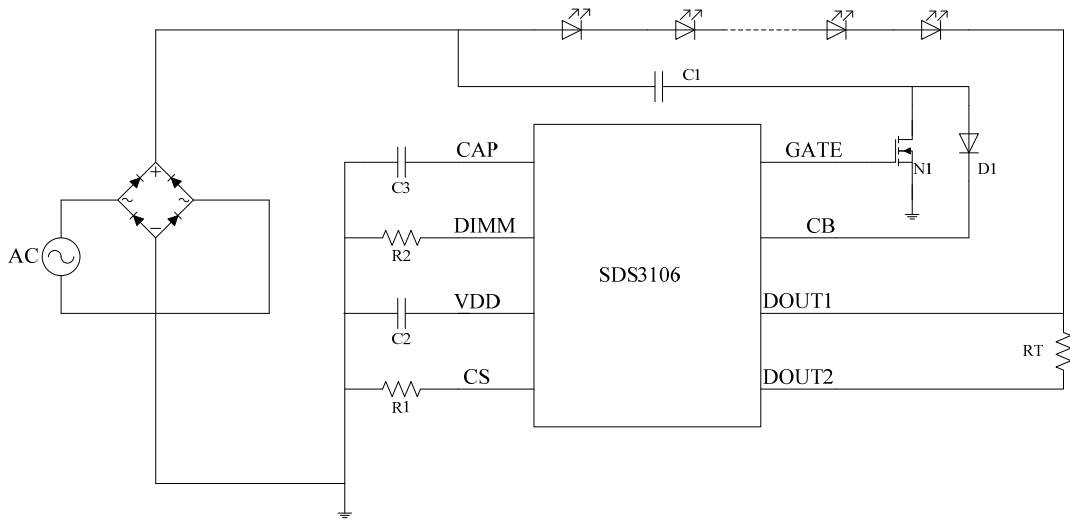 C1
CAP
GATE
C3
N1
D1
DIMM
CB
AC
R2
SDS3106
VDD
DOUT1
C2
RT
CS
DOUT2
R1